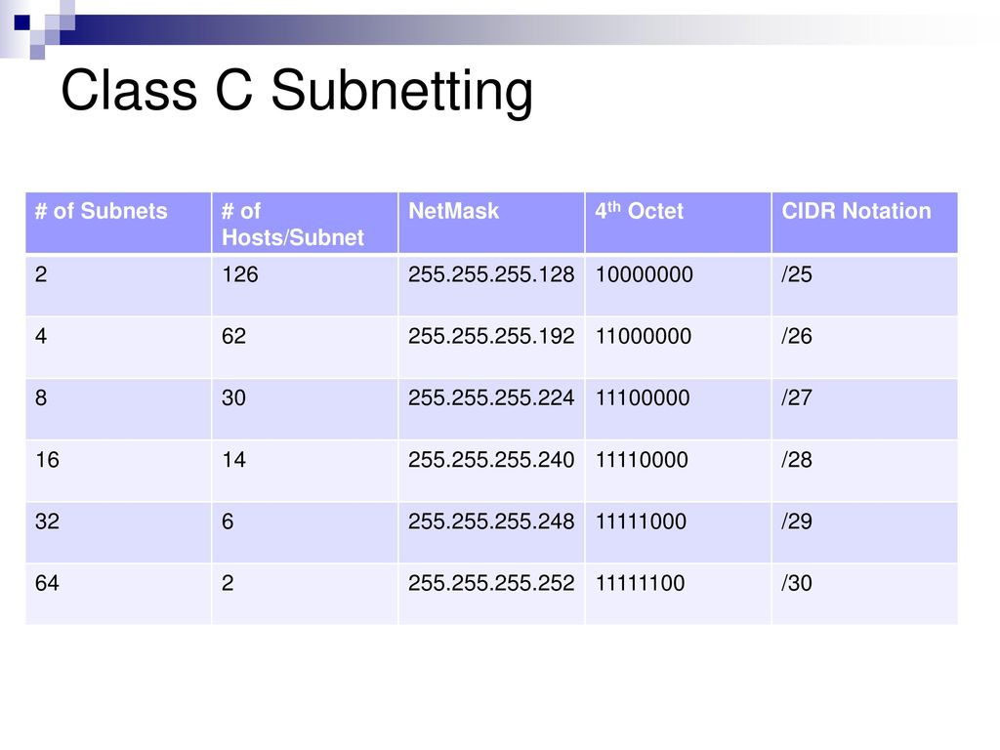 Class C Subnetting
# of Subnets # of Hosts/Subnet NetMask 4th Octet CIDR Notation
2 126 255.255.255.128 10000000 /25
4 62 255.255.255.192 11000000 /26
8 30 255.255.255.224 11100000 /27
16 14 255.255.255.240 11110000 /28
32 6 255.255.255.248 11111000 /29
64 2 255.255.255.252 11111100 /30